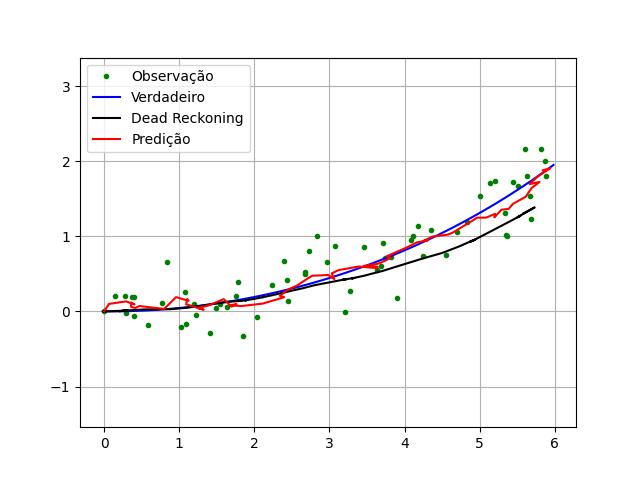 Observação
Verdadeiro
Dead Reckoning
Predição
3
2
1
0
−1
0 1 2 3 4 5 6